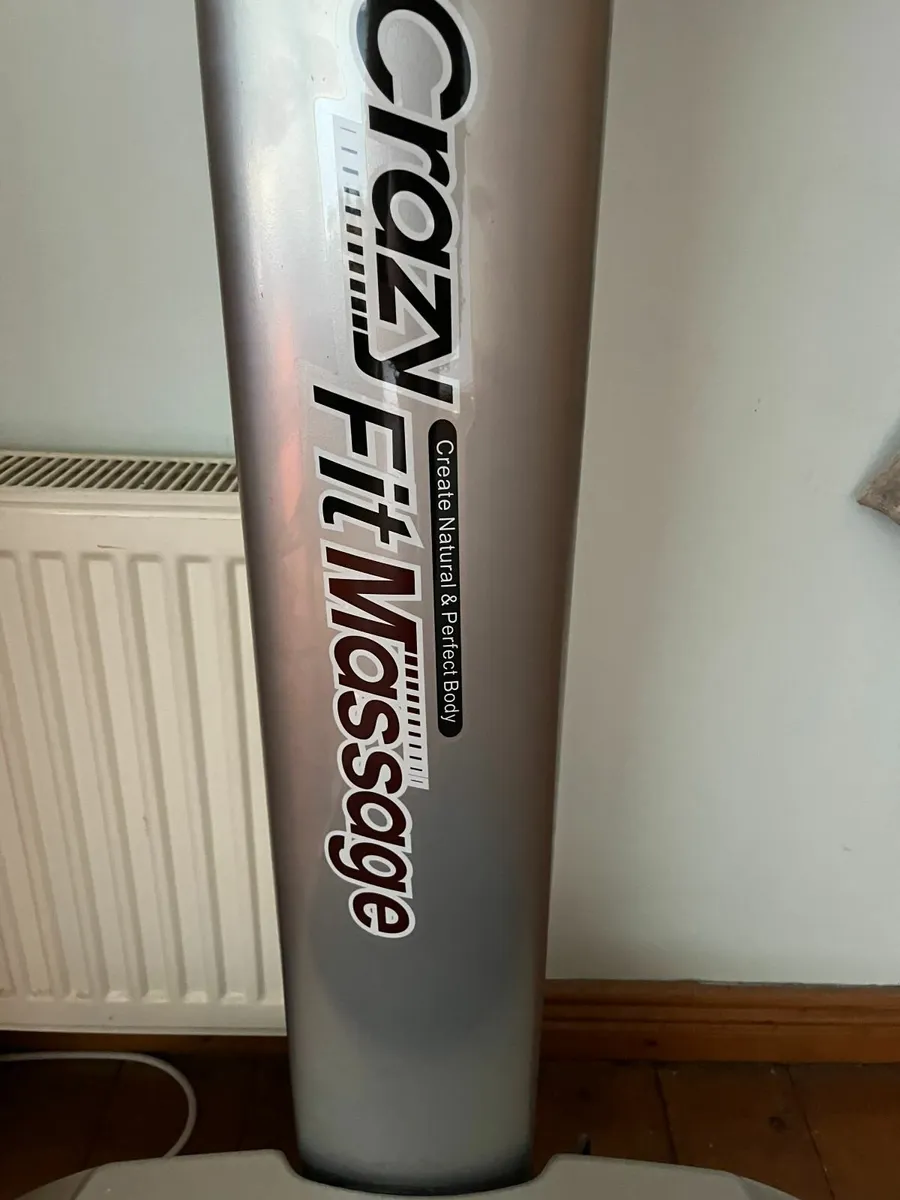 Crazy
Fit Massage
Create Natural & Perfect Body